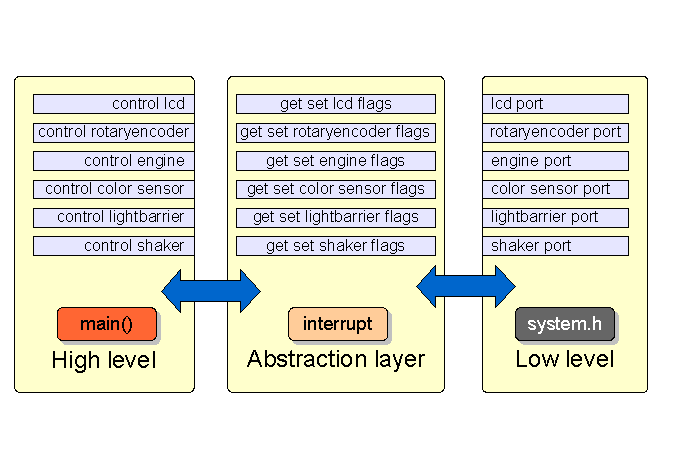 control lcd
control rotaryencoder
control engine
control color sensor
control lightbarrier
control shaker
main()
High level
get set lcd flags
get set rotaryencoder flags
get set engine flags
get set color sensor flags
get set lightbarrier flags
get set shaker flags
interrupt
Abstraction layer
lcd port
rotaryencoder port
engine port
color sensor port
lightbarrier port
shaker port
system.h
Low level